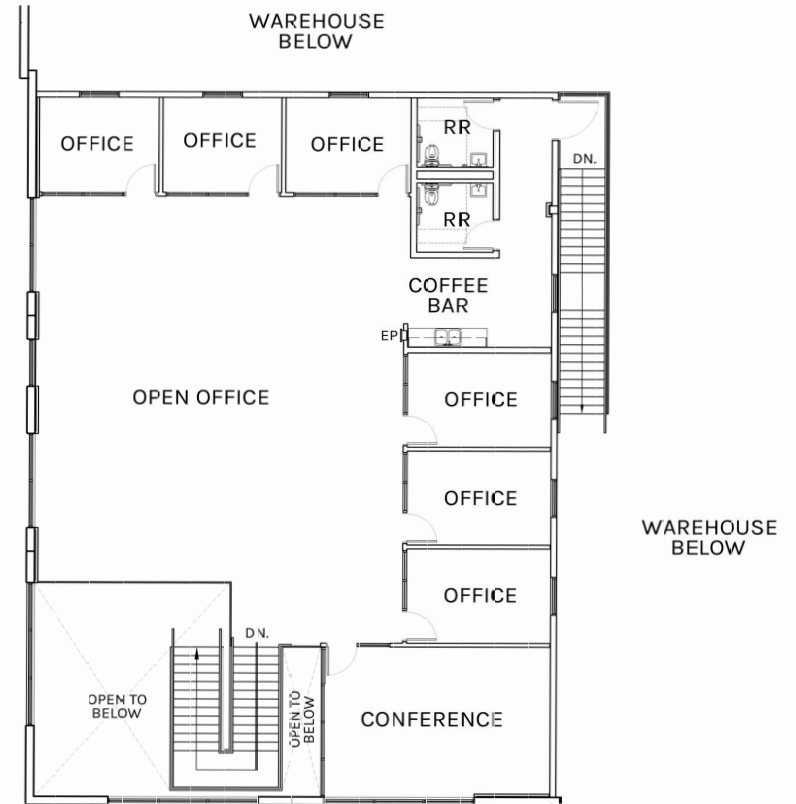 WAREHOUSE
BELOW
OFFICE
OFFICE
OFFICE
RR
DN.
RR
COFFEE
BAR
EP
OPEN OFFICE
OFFICE
OFFICE
WAREHOUSE
BELOW
OFFICE
DN.
OPEN TO
BELOW
OPEN TO
BELOW
CONFERENCE